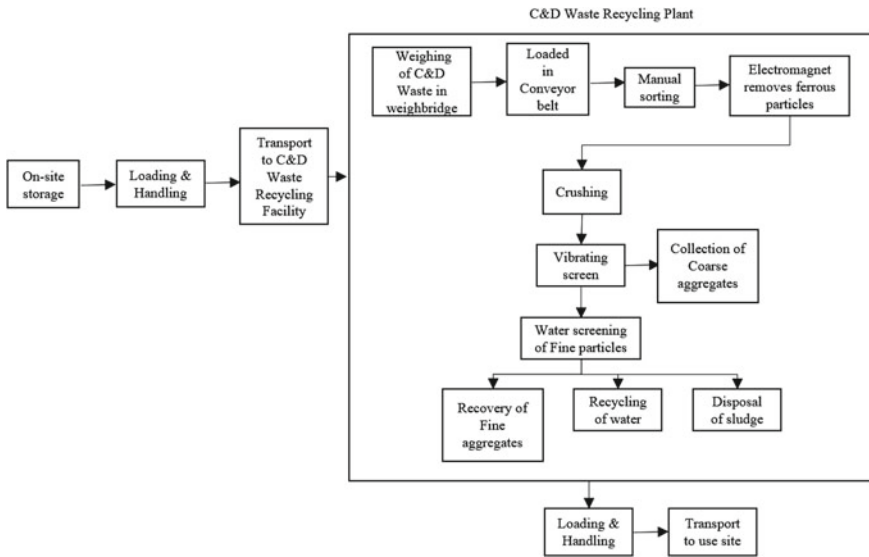 C&D Waste Recycling Plant
Weighing
of C&D
Waste in
weighbridge
Loaded
in
Conveyor
belt
Manual
sorting
Electromagnet
removes ferrous
particles
On-site
storage
Loading &
Handling
Transport
to C&D
Waste
Recycling
Facility
Crushing
Vibrating
screen
Collection of
Coarse
aggregates
Water screening
of Fine particles
Recovery of
Fine
aggregates
Recycling
of water
Disposal
of sludge
Loading &
Handling
Transport
to use site